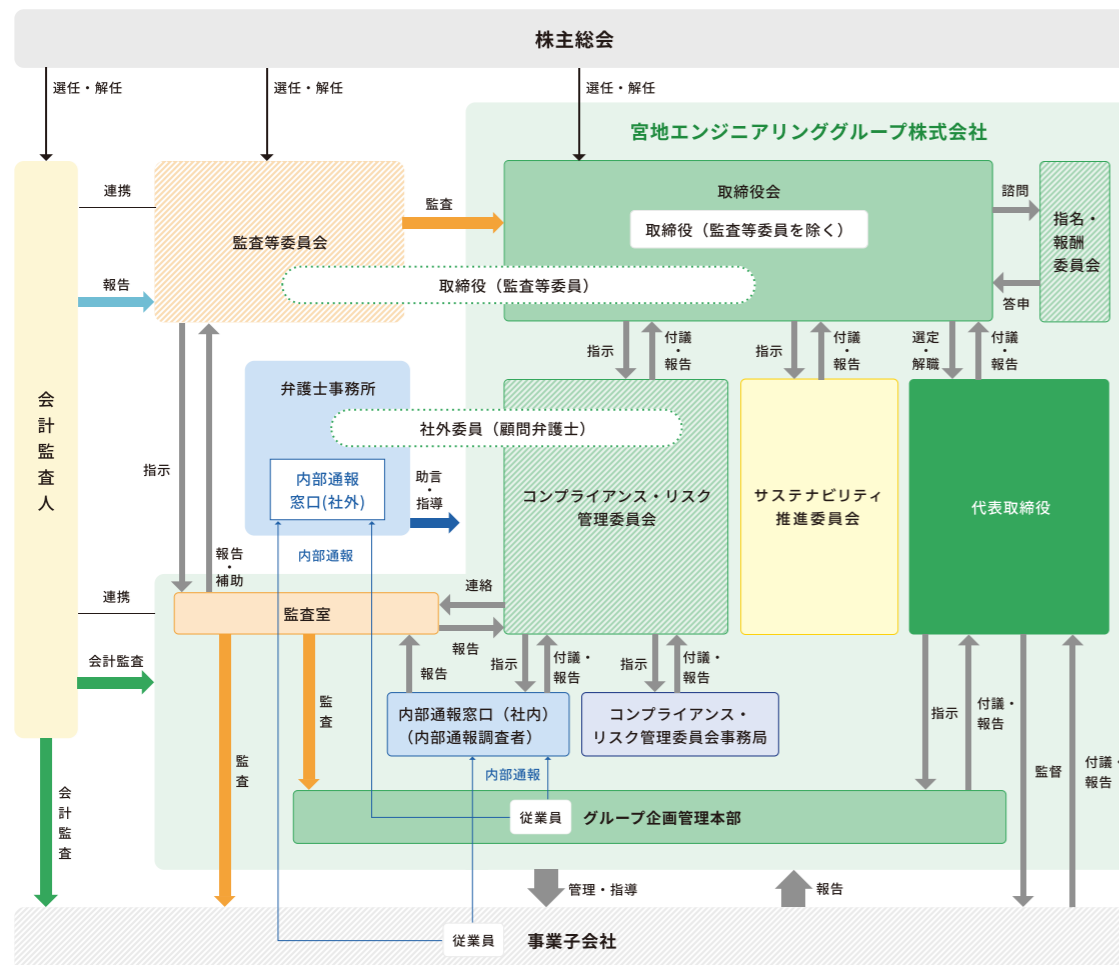 株主総会
選任・解任
選任・解任
選任・解任
宮地エンジニアリンググループ株式会社
連携
監査等委員会
監査
取締役会
取締役（監査等委員を除く）
諮問
指名・
報酬
委員会
答申
報告
取締役（監査等委員）
指示
付議
・
報告
指示
付議
・
報告
選定
・
解職
付議
・
報告
会計監査人
弁護士事務所
社外委員（顧問弁護士）
指示
内部通報
窓口(社外)
助言
・
指導
コンプライアンス・リスク
管理委員会
サステナビリティ
推進委員会
代表取締役
報告
・
補助
内部通報
連携
監査室
連絡
報告
会計監査
監査
報告
指示
付議・
報告
指示
付議・
報告
内部通報窓口（社内）
（内部通報調査者）
コンプライアンス・
リスク管理委員会事務局
指示
付議・
報告
監督
付議・
報告
監査
内部通報
会計監査
従業員
グループ企画管理本部
管理・指導
報告
従業員
事業子会社